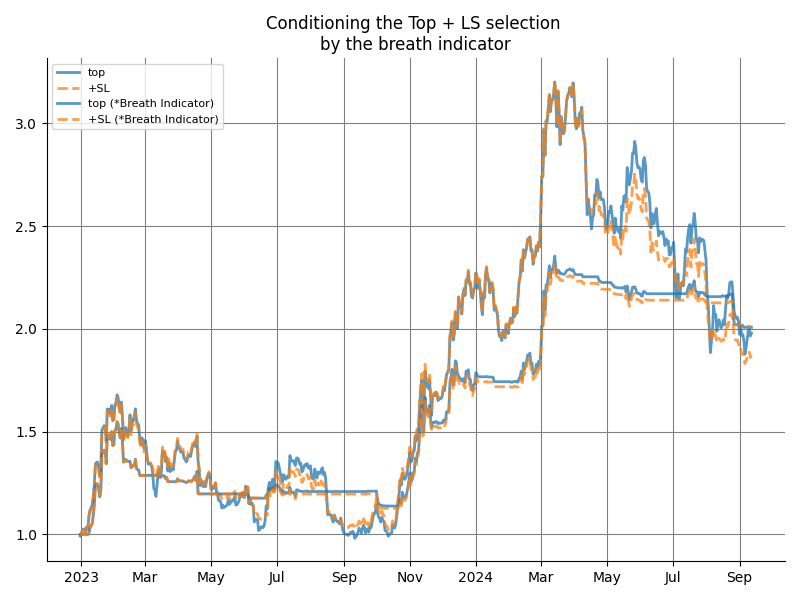 Conditioning the Top + LS selection
by the breath indicator
top
+SL
top (*Breath Indicator)
+SL (*Breath Indicator)
3.0
2.5
2.0
1.5
1.0
2023 Mar May Jul Sep Nov 2024 Mar May Jul Sep